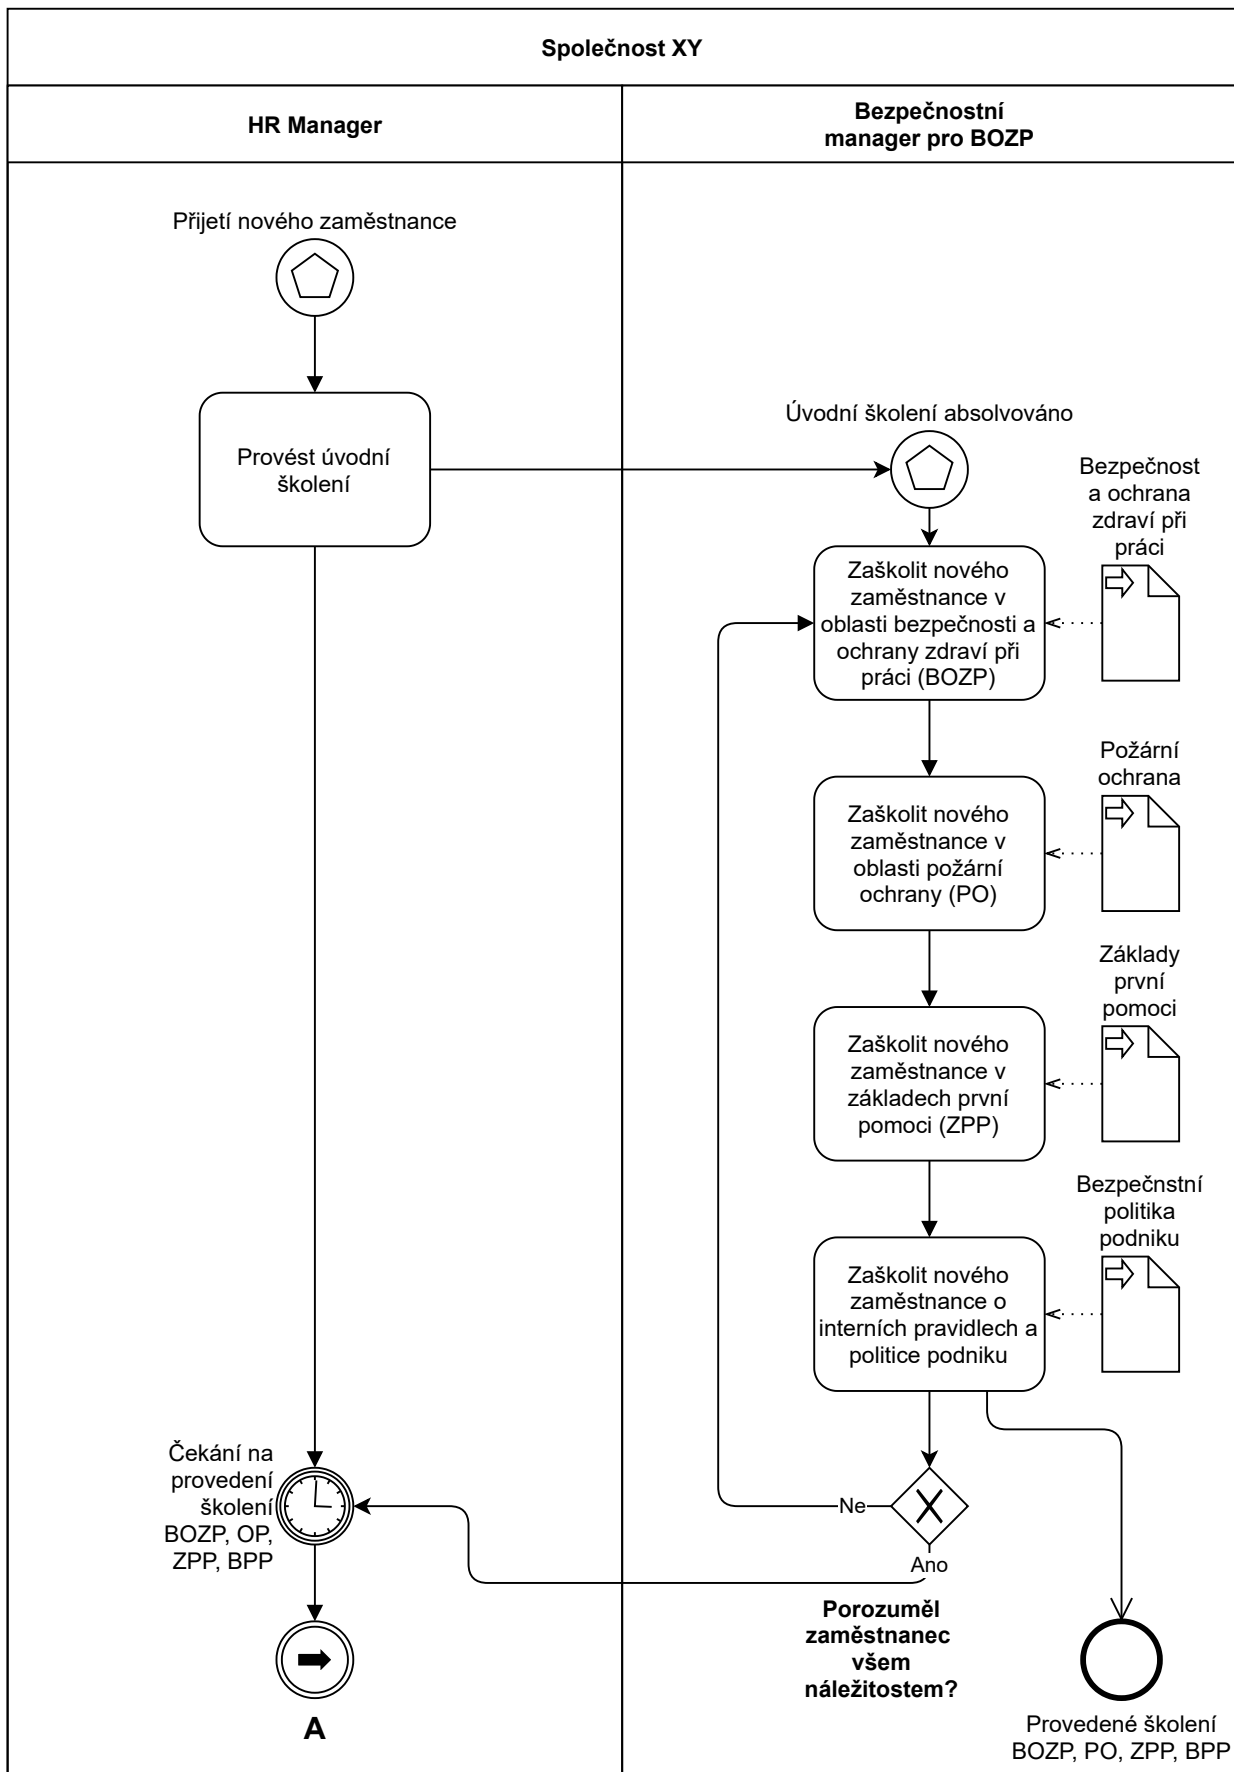 Společnost XY
HR Manager
Bezpečnostní
manager pro BOZP
Přijetí nového zaměstnance
Provést úvodní
školení
Úvodní školení absolvováno
Bezpečnost
a ochrana
zdraví při
práci
Zaškolit nového
zaměstnance v
oblasti bezpečnosti a
ochrany zdraví při
práci (BOZP)
Požární
ochrana
Zaškolit nového
zaměstnance v
oblasti požární
ochrany (PO)
Základy
první
pomoci
Zaškolit nového
zaměstnance v
základech první
pomoci (ZPP)
Bezpečnstní
politika
podniku
Zaškolit nového
zaměstnance o
interních pravidlech a
politice podniku
Čekání na
provedení
školení
BOZP, OP,
ZPP, BPP
Ne
Ano
Porozuměl
zaměstnanec
všem
náležitostem?
A
Provedené školení
BOZP, PO, ZPP, BPP